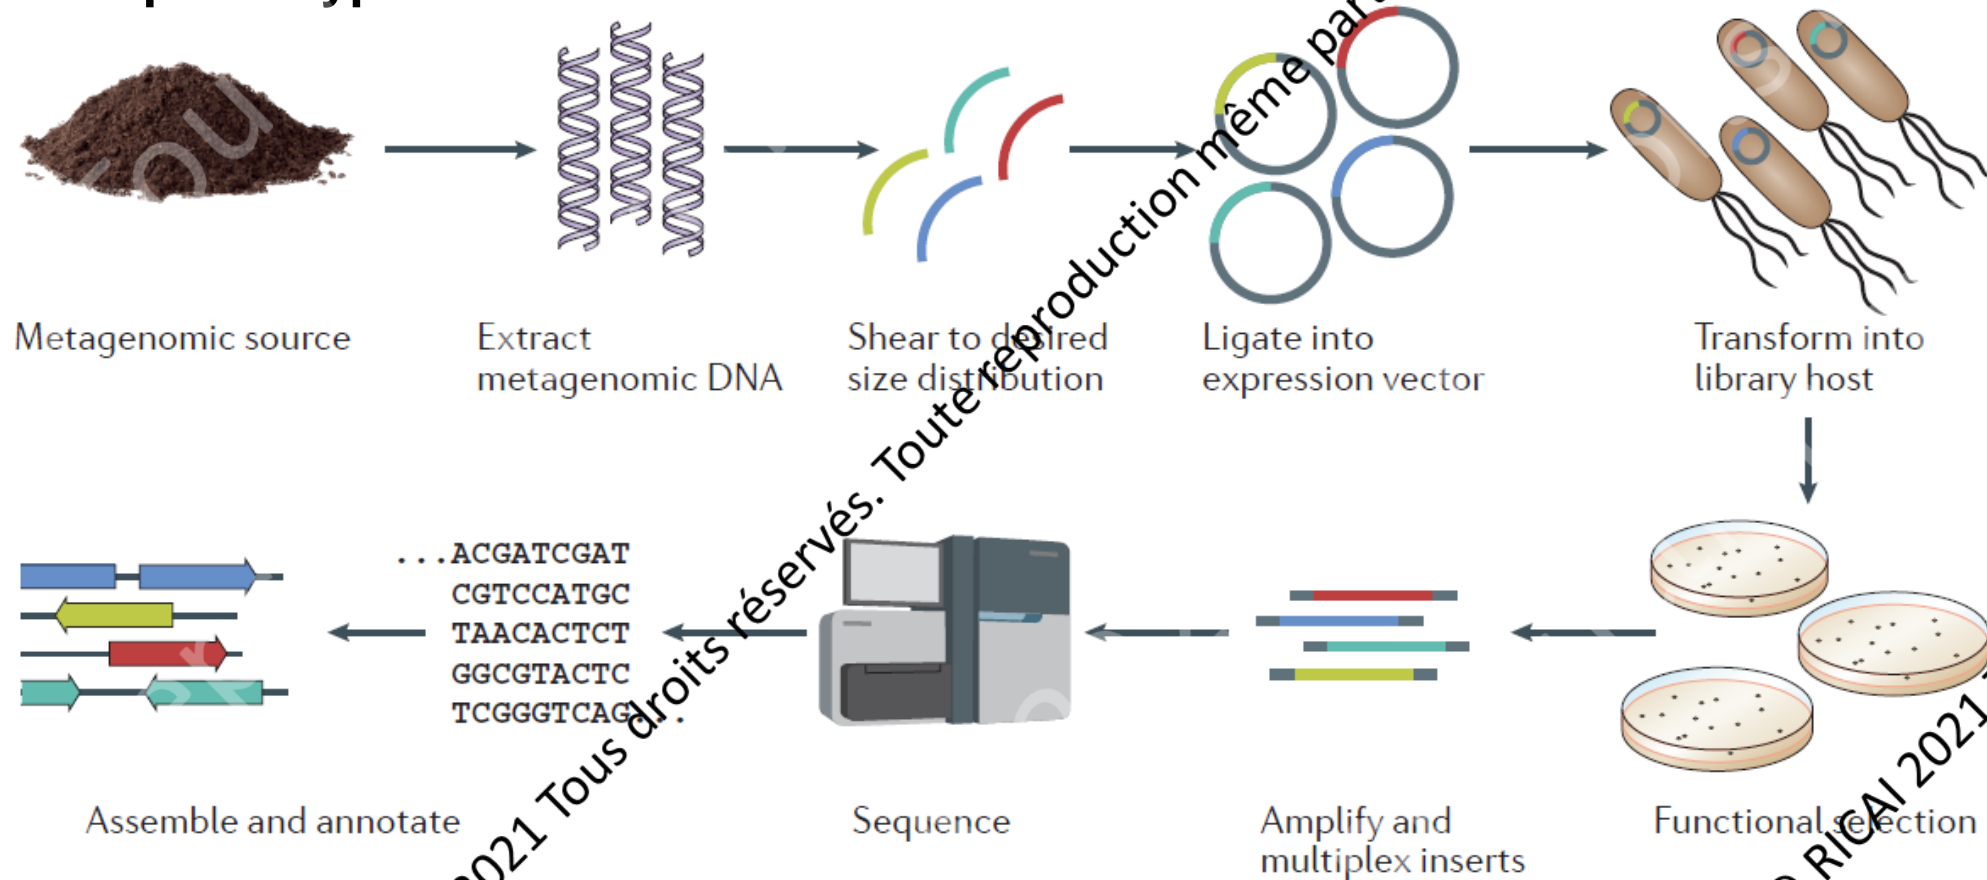 Metagenomic source
Extract
metagenomic DNA
Shear to desired
size distribution
Ligate into
expression vector
Transform into
library host
...ACGATCGAT
CGTCCATGC
TAACACTCT
GGCGTACTC
TCGGGTCAG...
Assemble and annotate
Sequence
Amplify and
multiplex inserts
Functional selection
2021 Tous droits réservés. Toute reproduction même par
© RICAI 2021